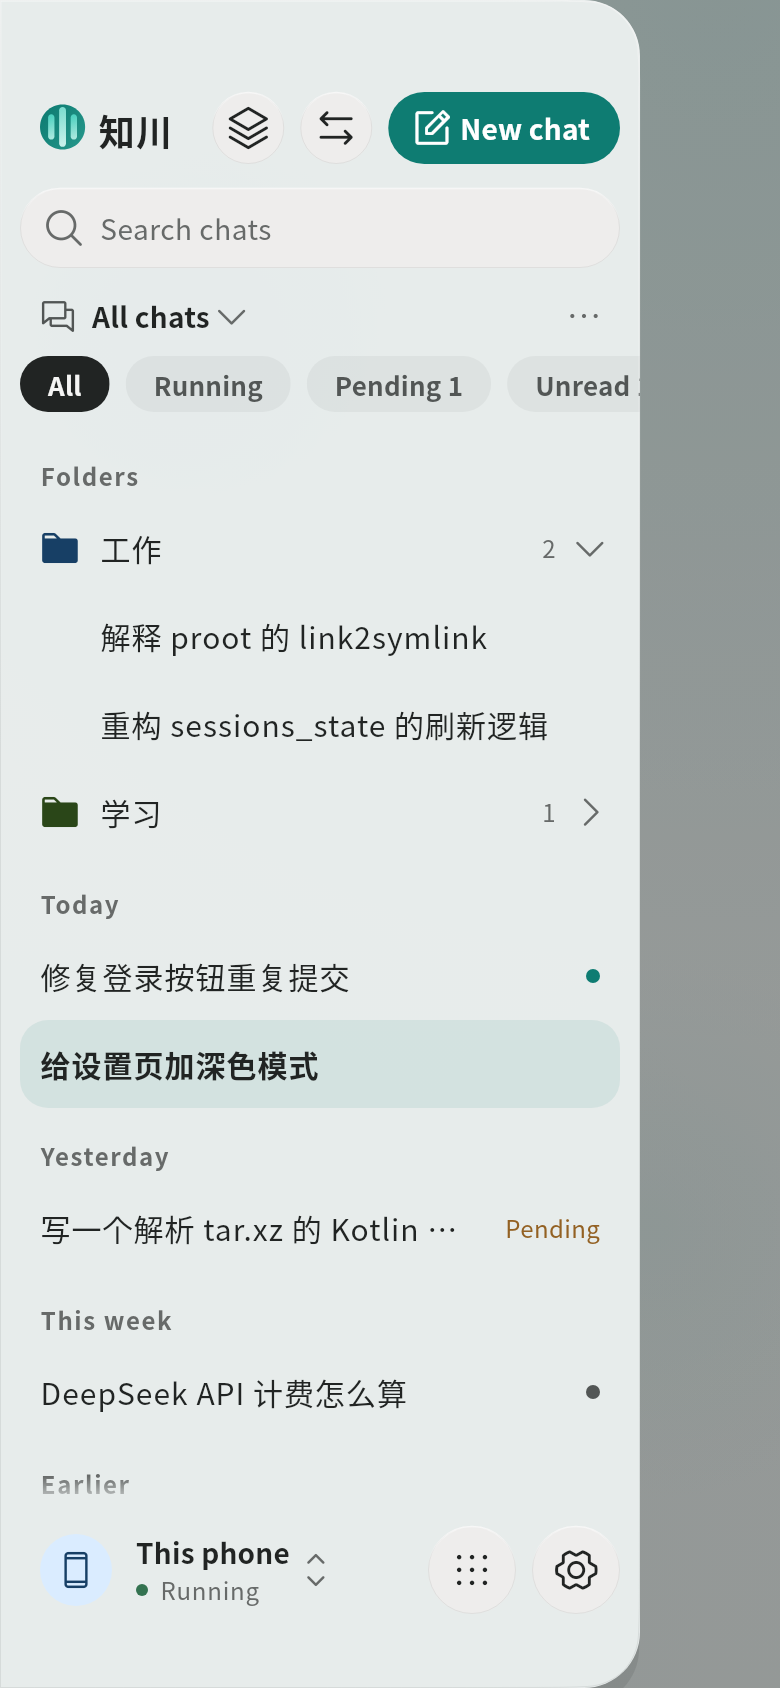 知川
New chat
Search chats
All chats
All
Running
Pending 1
Unread
Folders
工作
2
解释 proot 的 link2symlink
重构 sessions_state 的刷新逻辑
学习
1
Today
修复登录按钮重复提交
给设置页加深色模式
Yesterday
写一个解析 tar.xz 的 Kotlin …
Pending
This week
DeepSeek API 计费怎么算
Earlier
This phone
Running